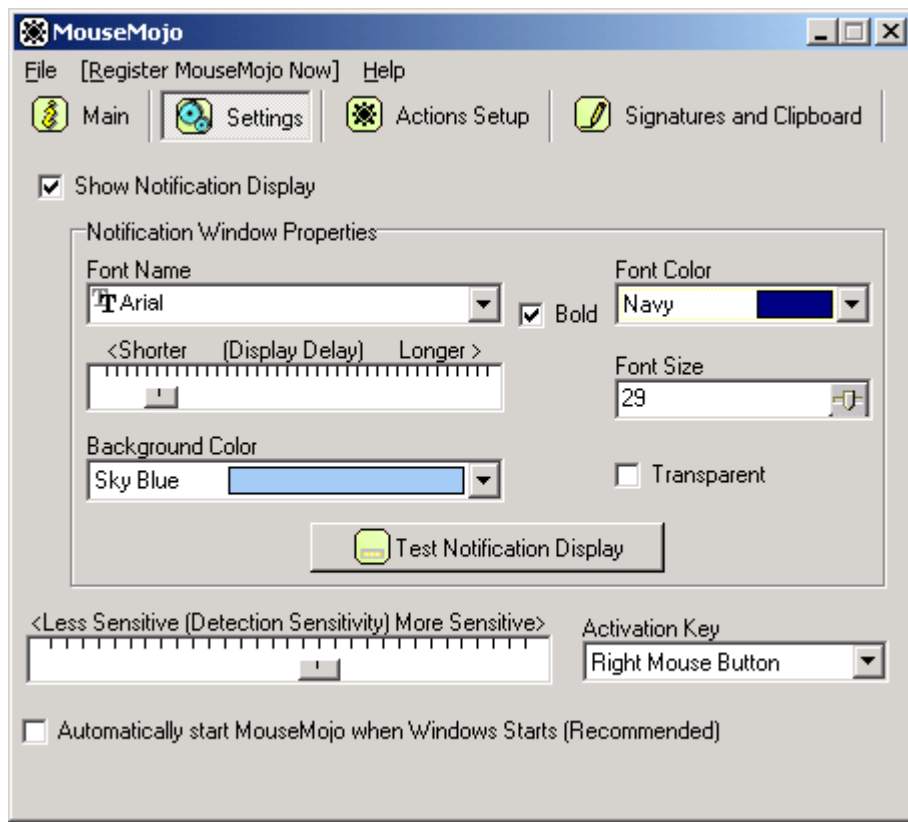 MouseMojo
File [Register MouseMojo Now] Help
Main Settings Actions Setup Signatures and Clipboard
Show Notification Display
Notification Window Properties
Font Name
Arial
Bold
Font Color
Navy
<Shorter (Display Delay) Longer >
Font Size
29
Background Color
Sky Blue
Transparent
Test Notification Display
<Less Sensitive (Detection Sensitivity) More Sensitive>
Activation Key
Right Mouse Button
Automatically start MouseMojo when Windows Starts (Recommended)